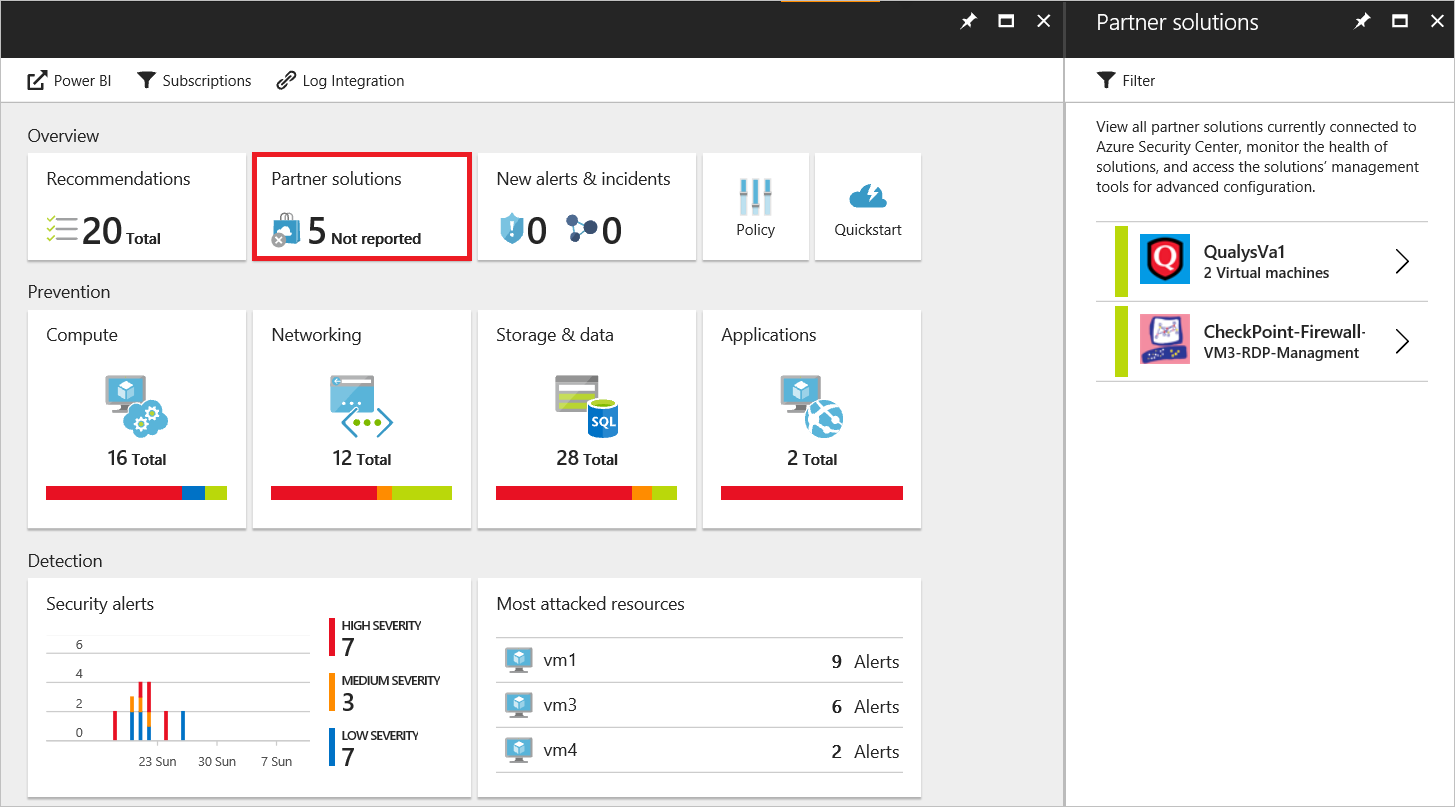 Partner solutions
Power BI
Subscriptions
Log Integration
Filter
Overview
Recommendations
20 Total
Partner solutions
5 Not reported
New alerts & incidents
0
0
Policy
Quickstart
Prevention
Compute
16 Total
Networking
12 Total
Storage & data
SQL
28 Total
Applications
2 Total
Detection
Security alerts
6
4
2
0
23 Sun
30 Sun
7 Sun
HIGH SEVERITY
7
MEDIUM SEVERITY
3
LOW SEVERITY
7
Most attacked resources
vm1 9 Alerts
vm3 6 Alerts
vm4 2 Alerts
View all partner solutions currently connected to
Azure Security Center, monitor the health of
solutions, and access the solutions’ management
tools for advanced configuration.
Q
QualysVa1
2 Virtual machines
CheckPoint-Firewall-
VM3-RDP-Managment